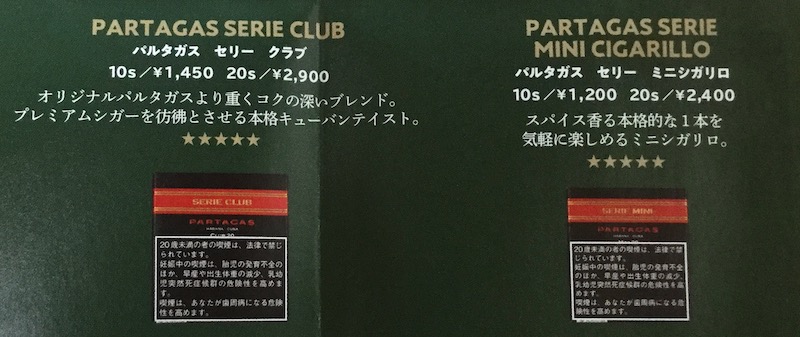 PARTAGAS SERIE CLUB
パルタガス セリー クラブ
10s／¥1,450 20s／¥2,900
オリジナルパルタガスより重くコクの深いブレンド。
プレミアムシガーを彷彿とさせる本格キューバンテイスト。
★★★★★
SERIE CLUB
PARTAGAS
HABANA CUBA
Club 20
20歳未満の者の喫煙は、法律で禁じ
られています。
妊娠中の喫煙は、胎児の発育不全の
ほか、早産や出生体重の減少、乳幼
児突然死症候群の危険性を高めま
す。
喫煙は、あなたが歯周病になる危険
性を高めます。
PARTAGAS SERIE
MINI CIGARILLO
パルタガス セリー ミニシガリロ
10s／¥1,200 20s／¥2,400
スパイス香る本格的な1本を
気軽に楽しめるミニシガリロ。
★★★★★
SERIE MINI
PARTAGAS
HABANA CUBA
20歳未満の者の喫煙は、法律で禁じ
られています。
妊娠中の喫煙は、胎児の発育不全
のほか、早産や出生体重の減少、
乳幼児突然死症候群の危険性を高め
ます。
喫煙は、あなたが歯周病になる危険
性を高めます。